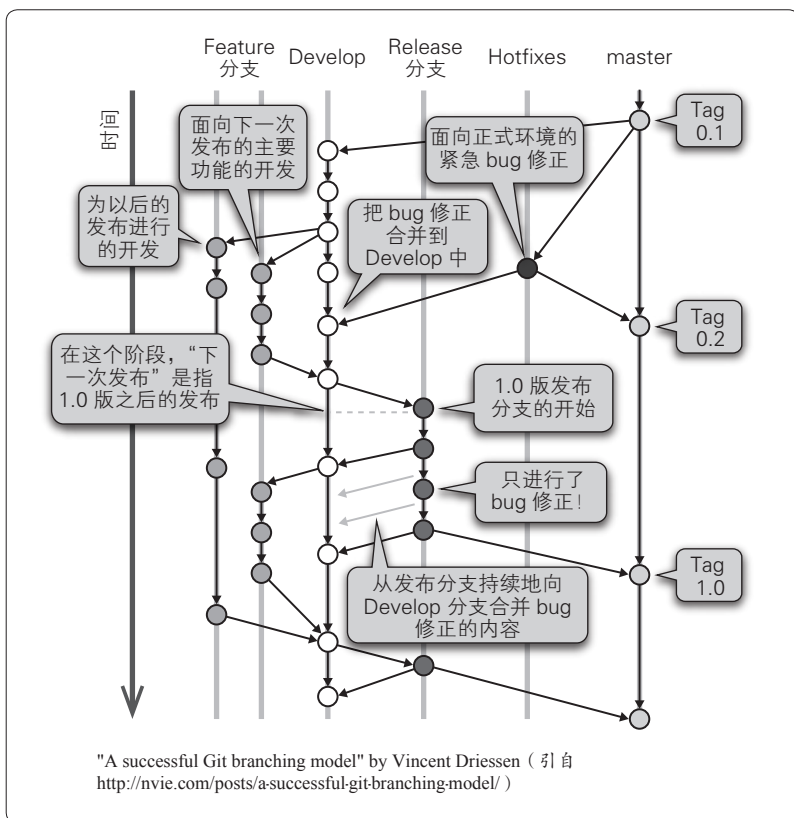 Feature
分支
Develop
Release
分支
Hotfixes
master
时间
Tag
0.1
面向下一次
发布的主要
功能的开发
面向正式环境的
紧急 bug 修正
为以后的
发布进行
的开发
把 bug 修正
合并到
Develop 中
Tag
0.2
在这个阶段，“下
一次发布”是指
1.0 版之后的发布
1.0 版发布
分支的开始
只进行了
bug 修正！
从发布分支持续地向
Develop 分支合并 bug
修正的内容
Tag
1.0
"A successful Git branching model" by Vincent Driessen（引自
http://nvie.com/posts/a-successful-git-branching-model/）